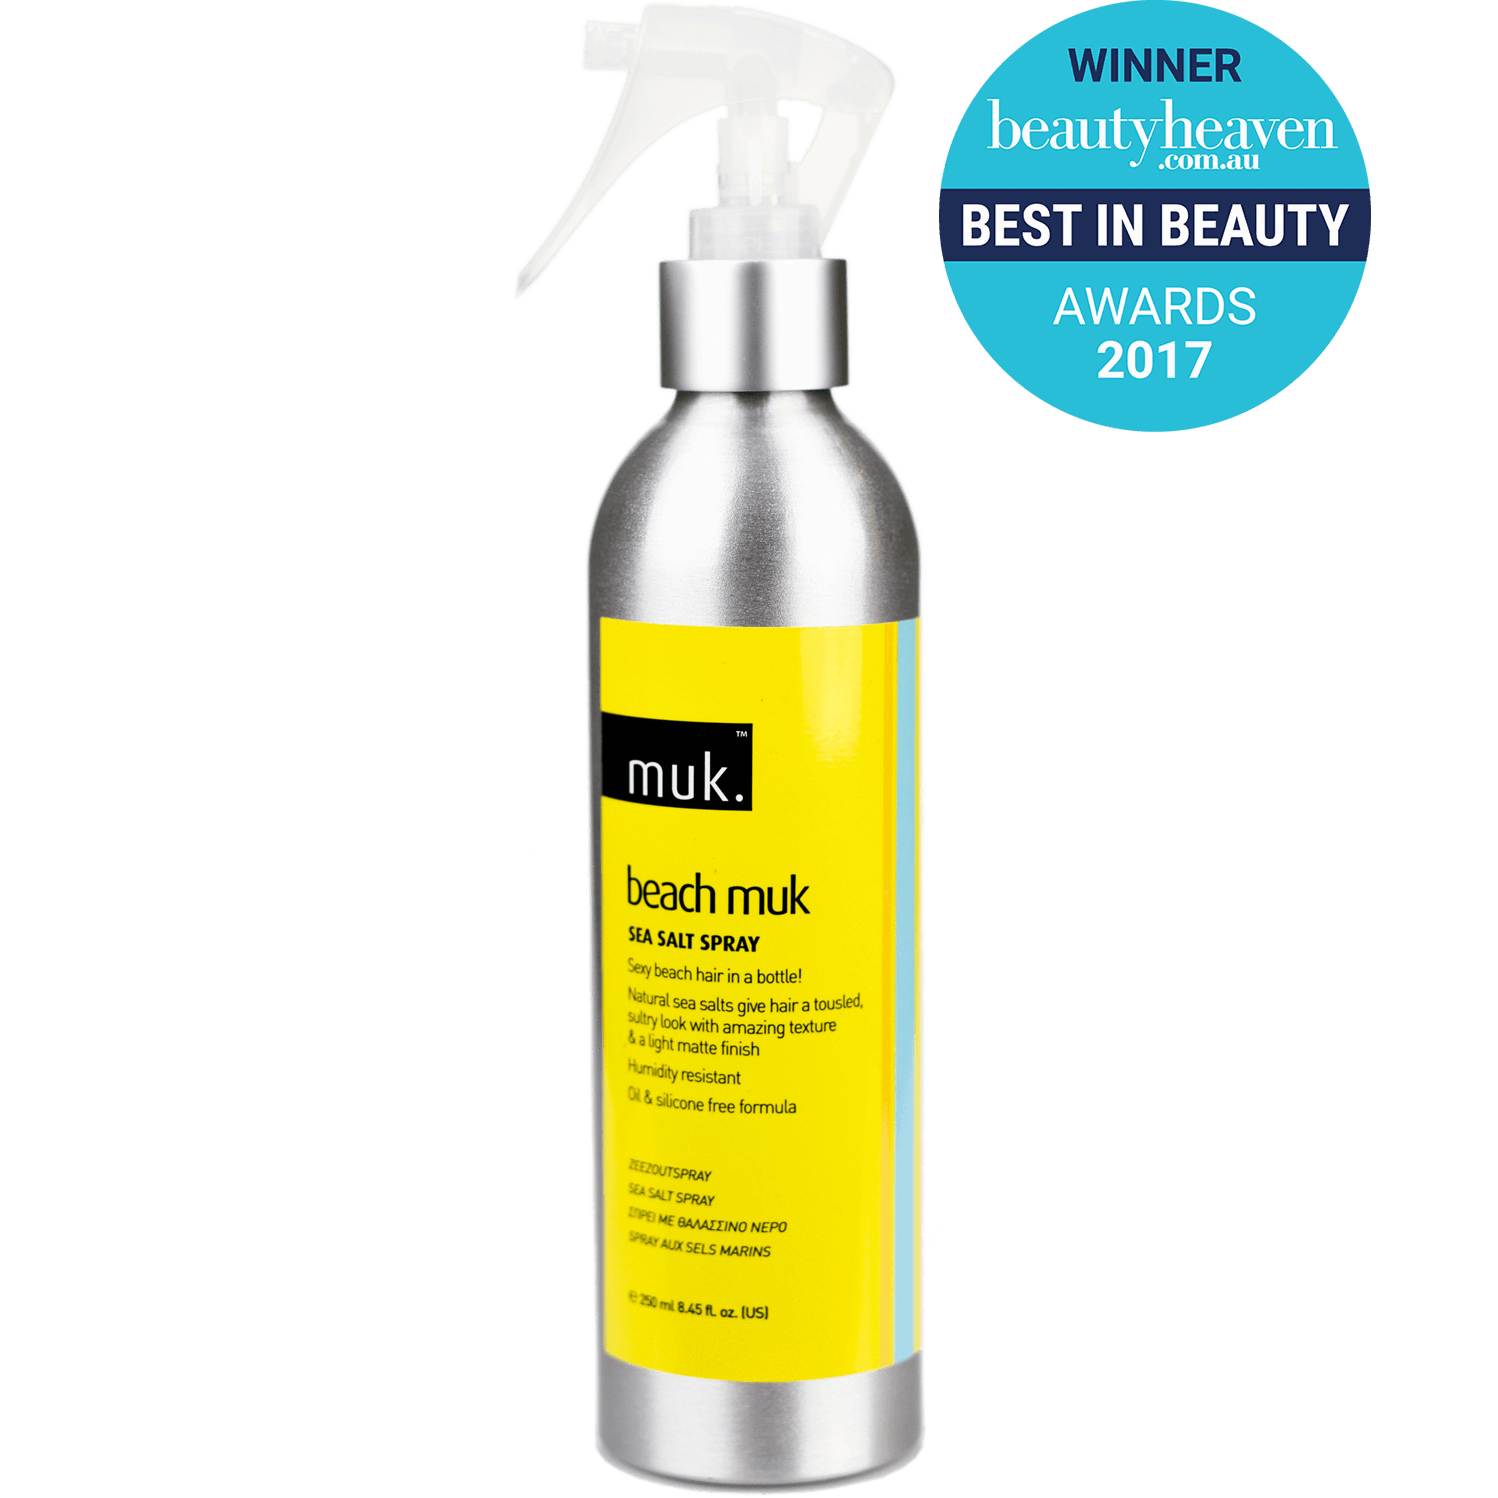 WINNER
beautyheaven
.com.au
BEST IN BEAUTY
AWARDS
2017
muk.™
beach muk
SEA SALT SPRAY
Sexy beach hair in a bottle!
Natural sea salts give hair a tousled,
sultry look with amazing texture
& a light matte finish
Humidity resistant
Oil & silicone free formula
ZEEZOUTSPRAY
SEA SALT SPRAY
ΣΠΡΕΙ ΜΕ ΘΑΛΑΣΣΙΝΟ ΝΕΡΟ
SPRAY AUX SELS MARINS
℮ 250 ml 8.45 fl. oz. (US)